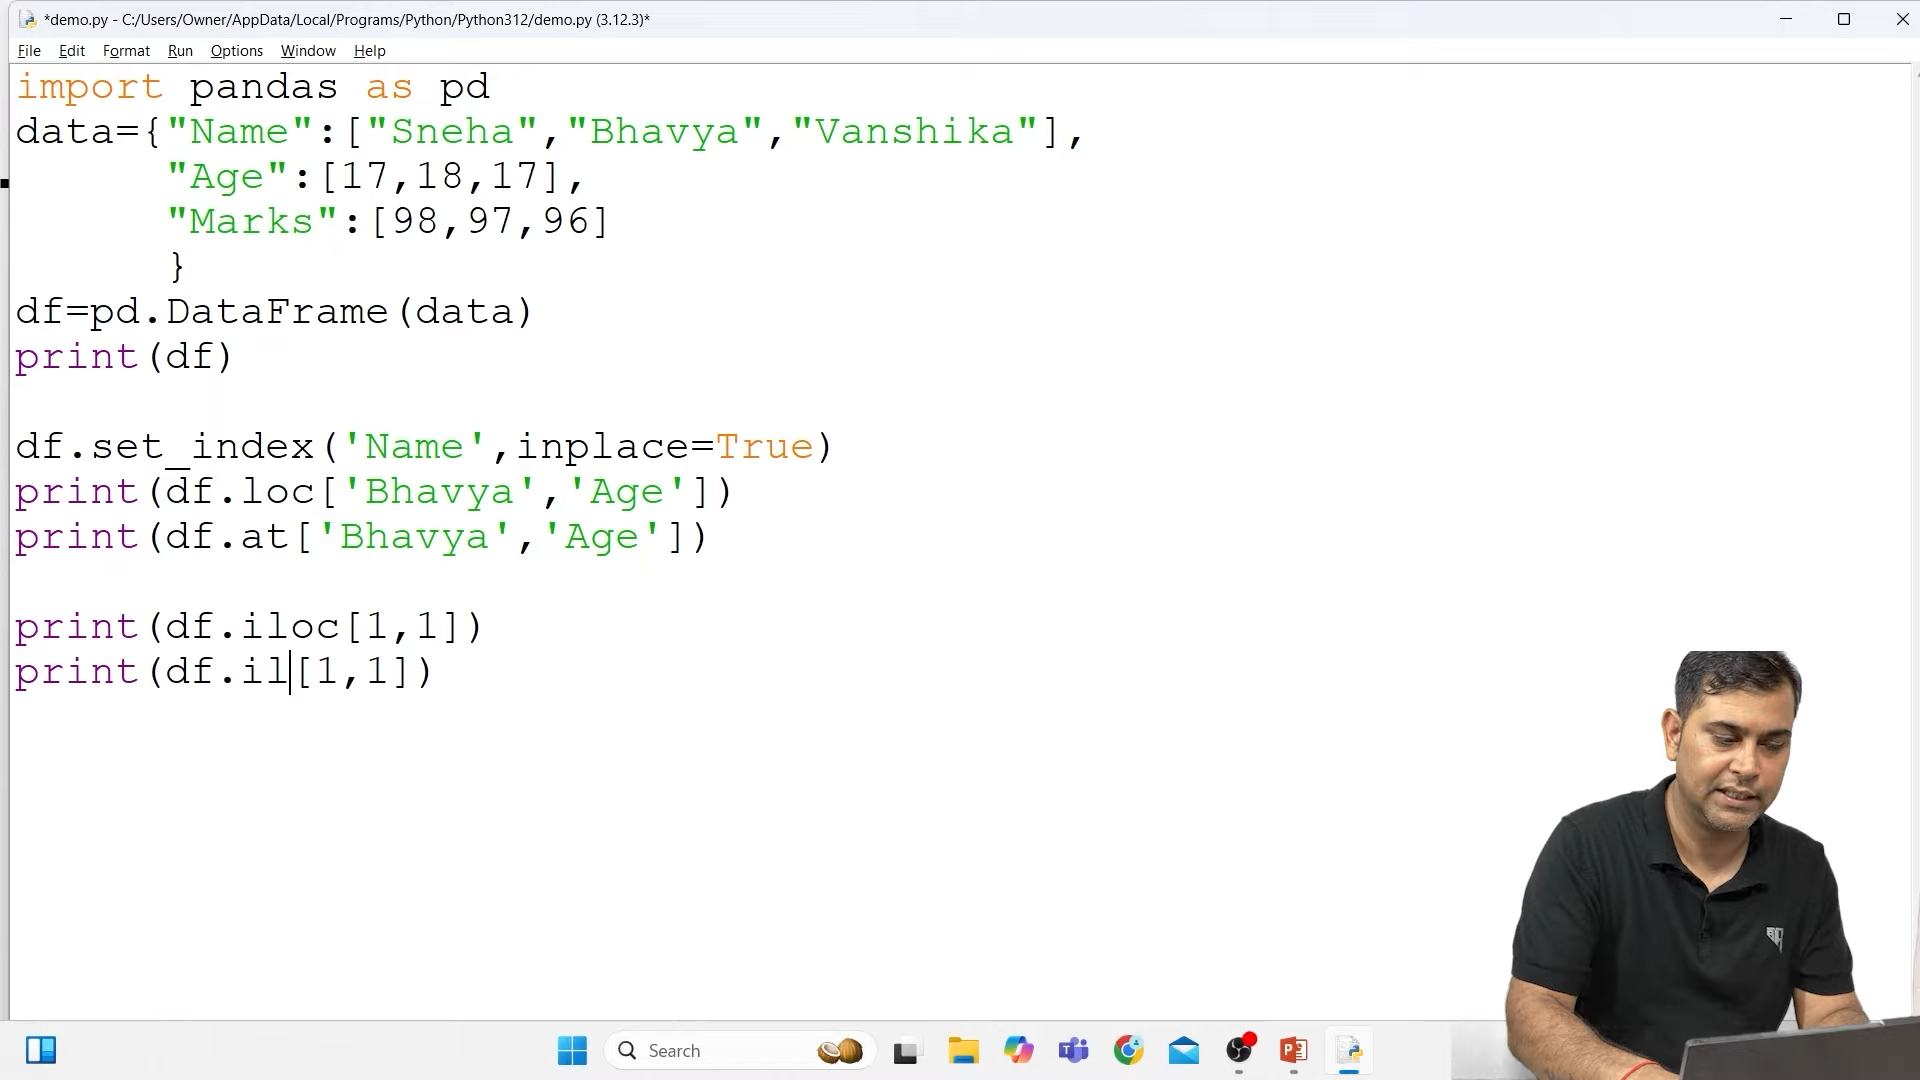 *demo.py - C:/Users/Owner/AppData/Local/Programs/Python/Python312/demo.py (3.12.3)*
File Edit Format Run Options Window Help
import pandas as pd
data={"Name":["Sneha","Bhavya","Vanshika"],
"Age":[17,18,17],
"Marks":[98,97,96]
}
df=pd.DataFrame(data)
print(df)
df.set_index('Name',inplace=True)
print(df.loc['Bhavya','Age'])
print(df.at['Bhavya','Age'])
print(df.iloc[1,1])
print(df.il[1,1])
Search